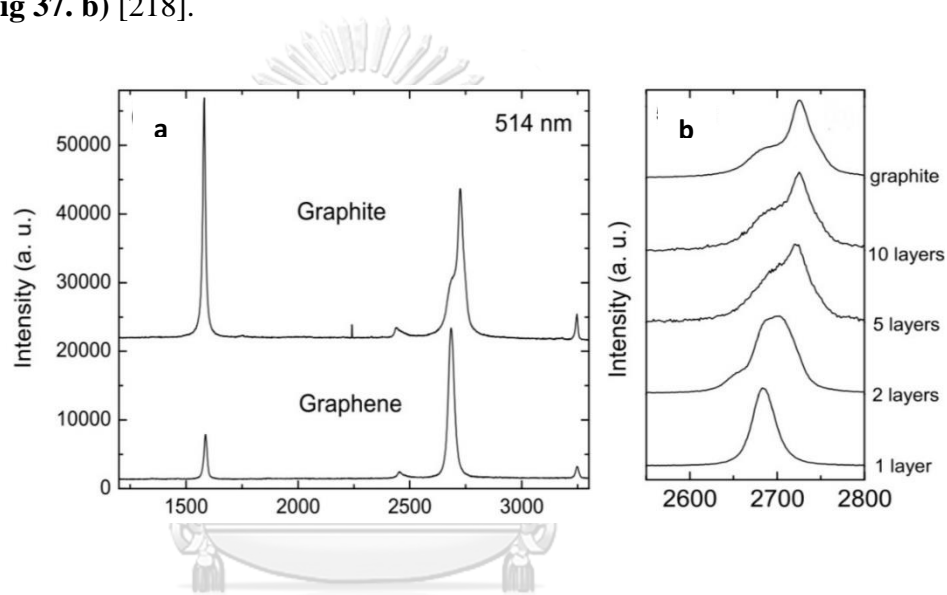 ig 37. b) [218].
a
514 nm
Graphite
Graphene
Intensity (a. u.)
50000
40000
30000
20000
10000
0
1500
2000
2500
3000
b
graphite
10 layers
5 layers
2 layers
1 layer
Intensity (a. u.)
2600
2700
2800